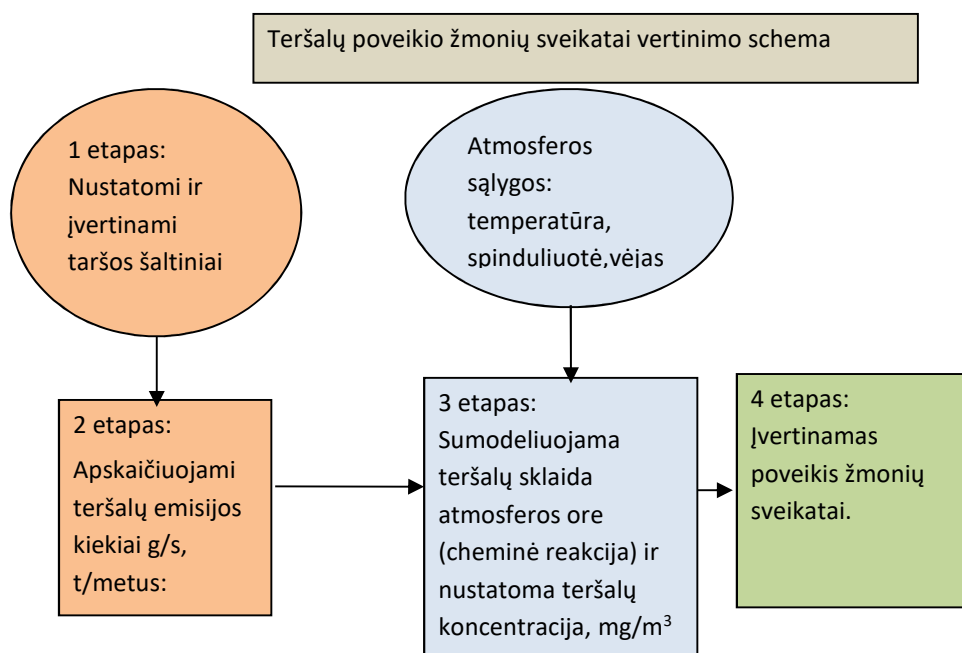 Teršalų poveikio žmonių sveikatai vertinimo schema
1 etapas:
Nustatomi ir
įvertinami
taršos šaltiniai
Atmosferos
sąlygos:
temperatūra,
spinduliuotė,vėjas
2 etapas:
Apskaičiuojami
teršalų emisijos
kiekiai g/s,
t/metus:
3 etapas:
Sumodeliuojama
teršalų sklaida
atmosferos ore
(cheminė reakcija) ir
nustatoma teršalų
koncentracija, mg/m³
4 etapas:
Įvertinamas
poveikis žmonių
sveikatai.